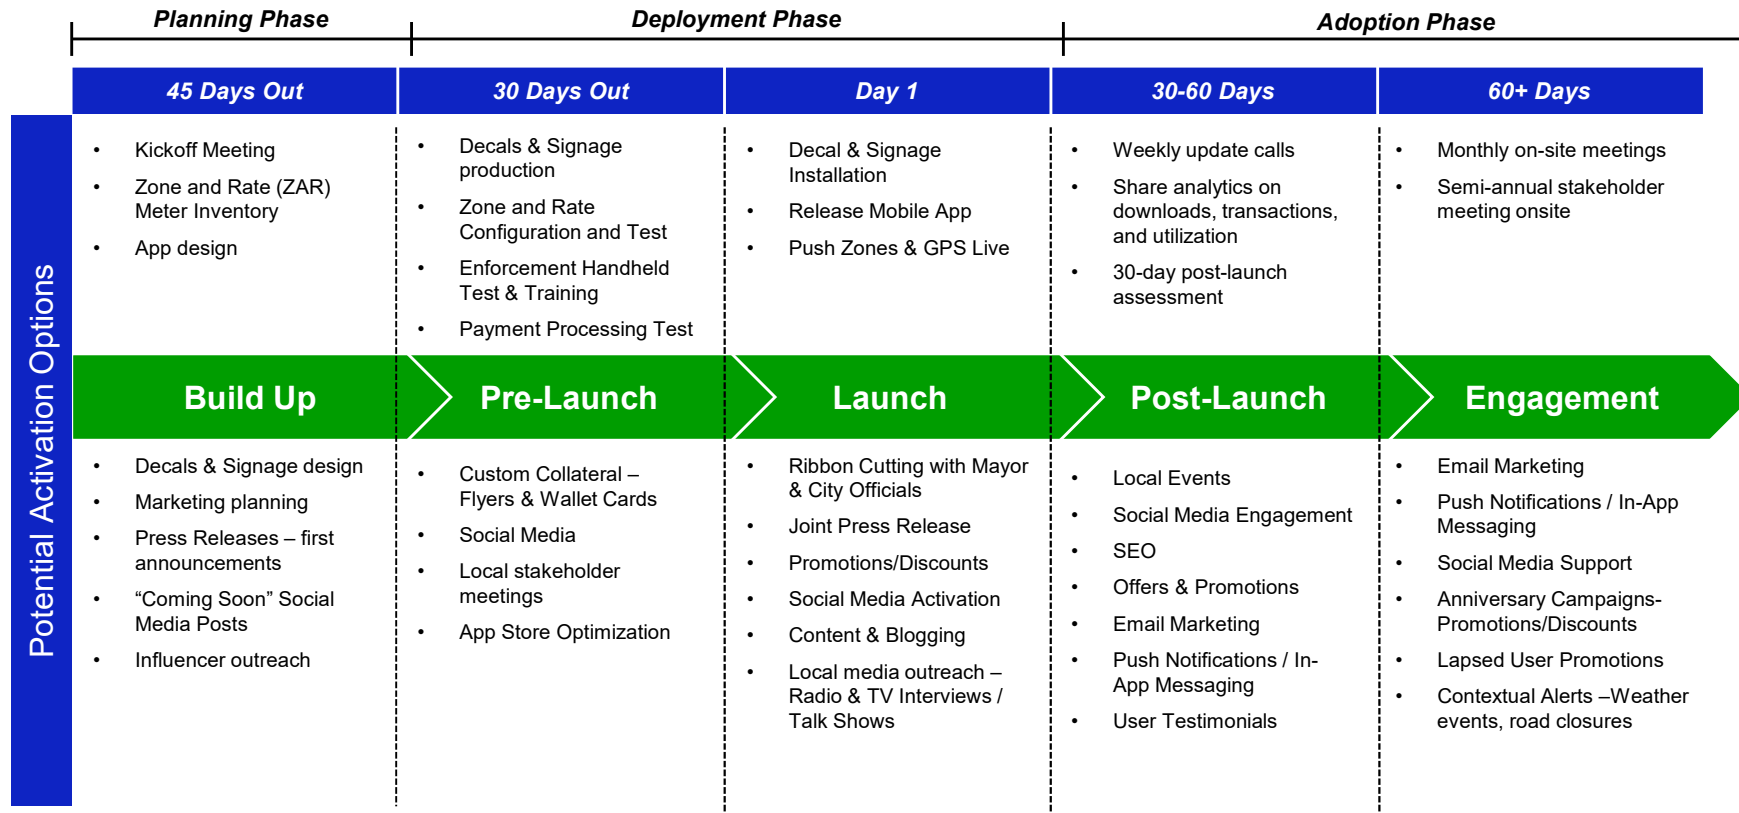 Planning Phase
Deployment Phase
Adoption Phase
45 Days Out
30 Days Out
Day 1
30-60 Days
60+ Days
Potential Activation Options
• Kickoff Meeting
• Zone and Rate (ZAR)
Meter Inventory
• App design
• Decals & Signage
production
• Zone and Rate
Configuration and Test
• Enforcement Handheld
Test & Training
• Payment Processing Test
• Decal & Signage
Installation
• Release Mobile App
• Push Zones & GPS Live
• Weekly update calls
• Share analytics on
downloads, transactions,
and utilization
• 30-day post-launch
assessment
• Monthly on-site meetings
• Semi-annual stakeholder
meeting onsite
Build Up
Pre-Launch
Launch
Post-Launch
Engagement
• Decals & Signage design
• Marketing planning
• Press Releases – first
announcements
• “Coming Soon” Social
Media Posts
• Influencer outreach
• Custom Collateral –
Flyers & Wallet Cards
• Social Media
• Local stakeholder
meetings
• App Store Optimization
• Ribbon Cutting with Mayor
& City Officials
• Joint Press Release
• Promotions/Discounts
• Social Media Activation
• Content & Blogging
• Local media outreach –
Radio & TV Interviews /
Talk Shows
• Local Events
• Social Media Engagement
• SEO
• Offers & Promotions
• Email Marketing
• Push Notifications / In-
App Messaging
• User Testimonials
• Email Marketing
• Push Notifications / In-App
Messaging
• Social Media Support
• Anniversary Campaigns-
Promotions/Discounts
• Lapsed User Promotions
• Contextual Alerts –Weather
events, road closures